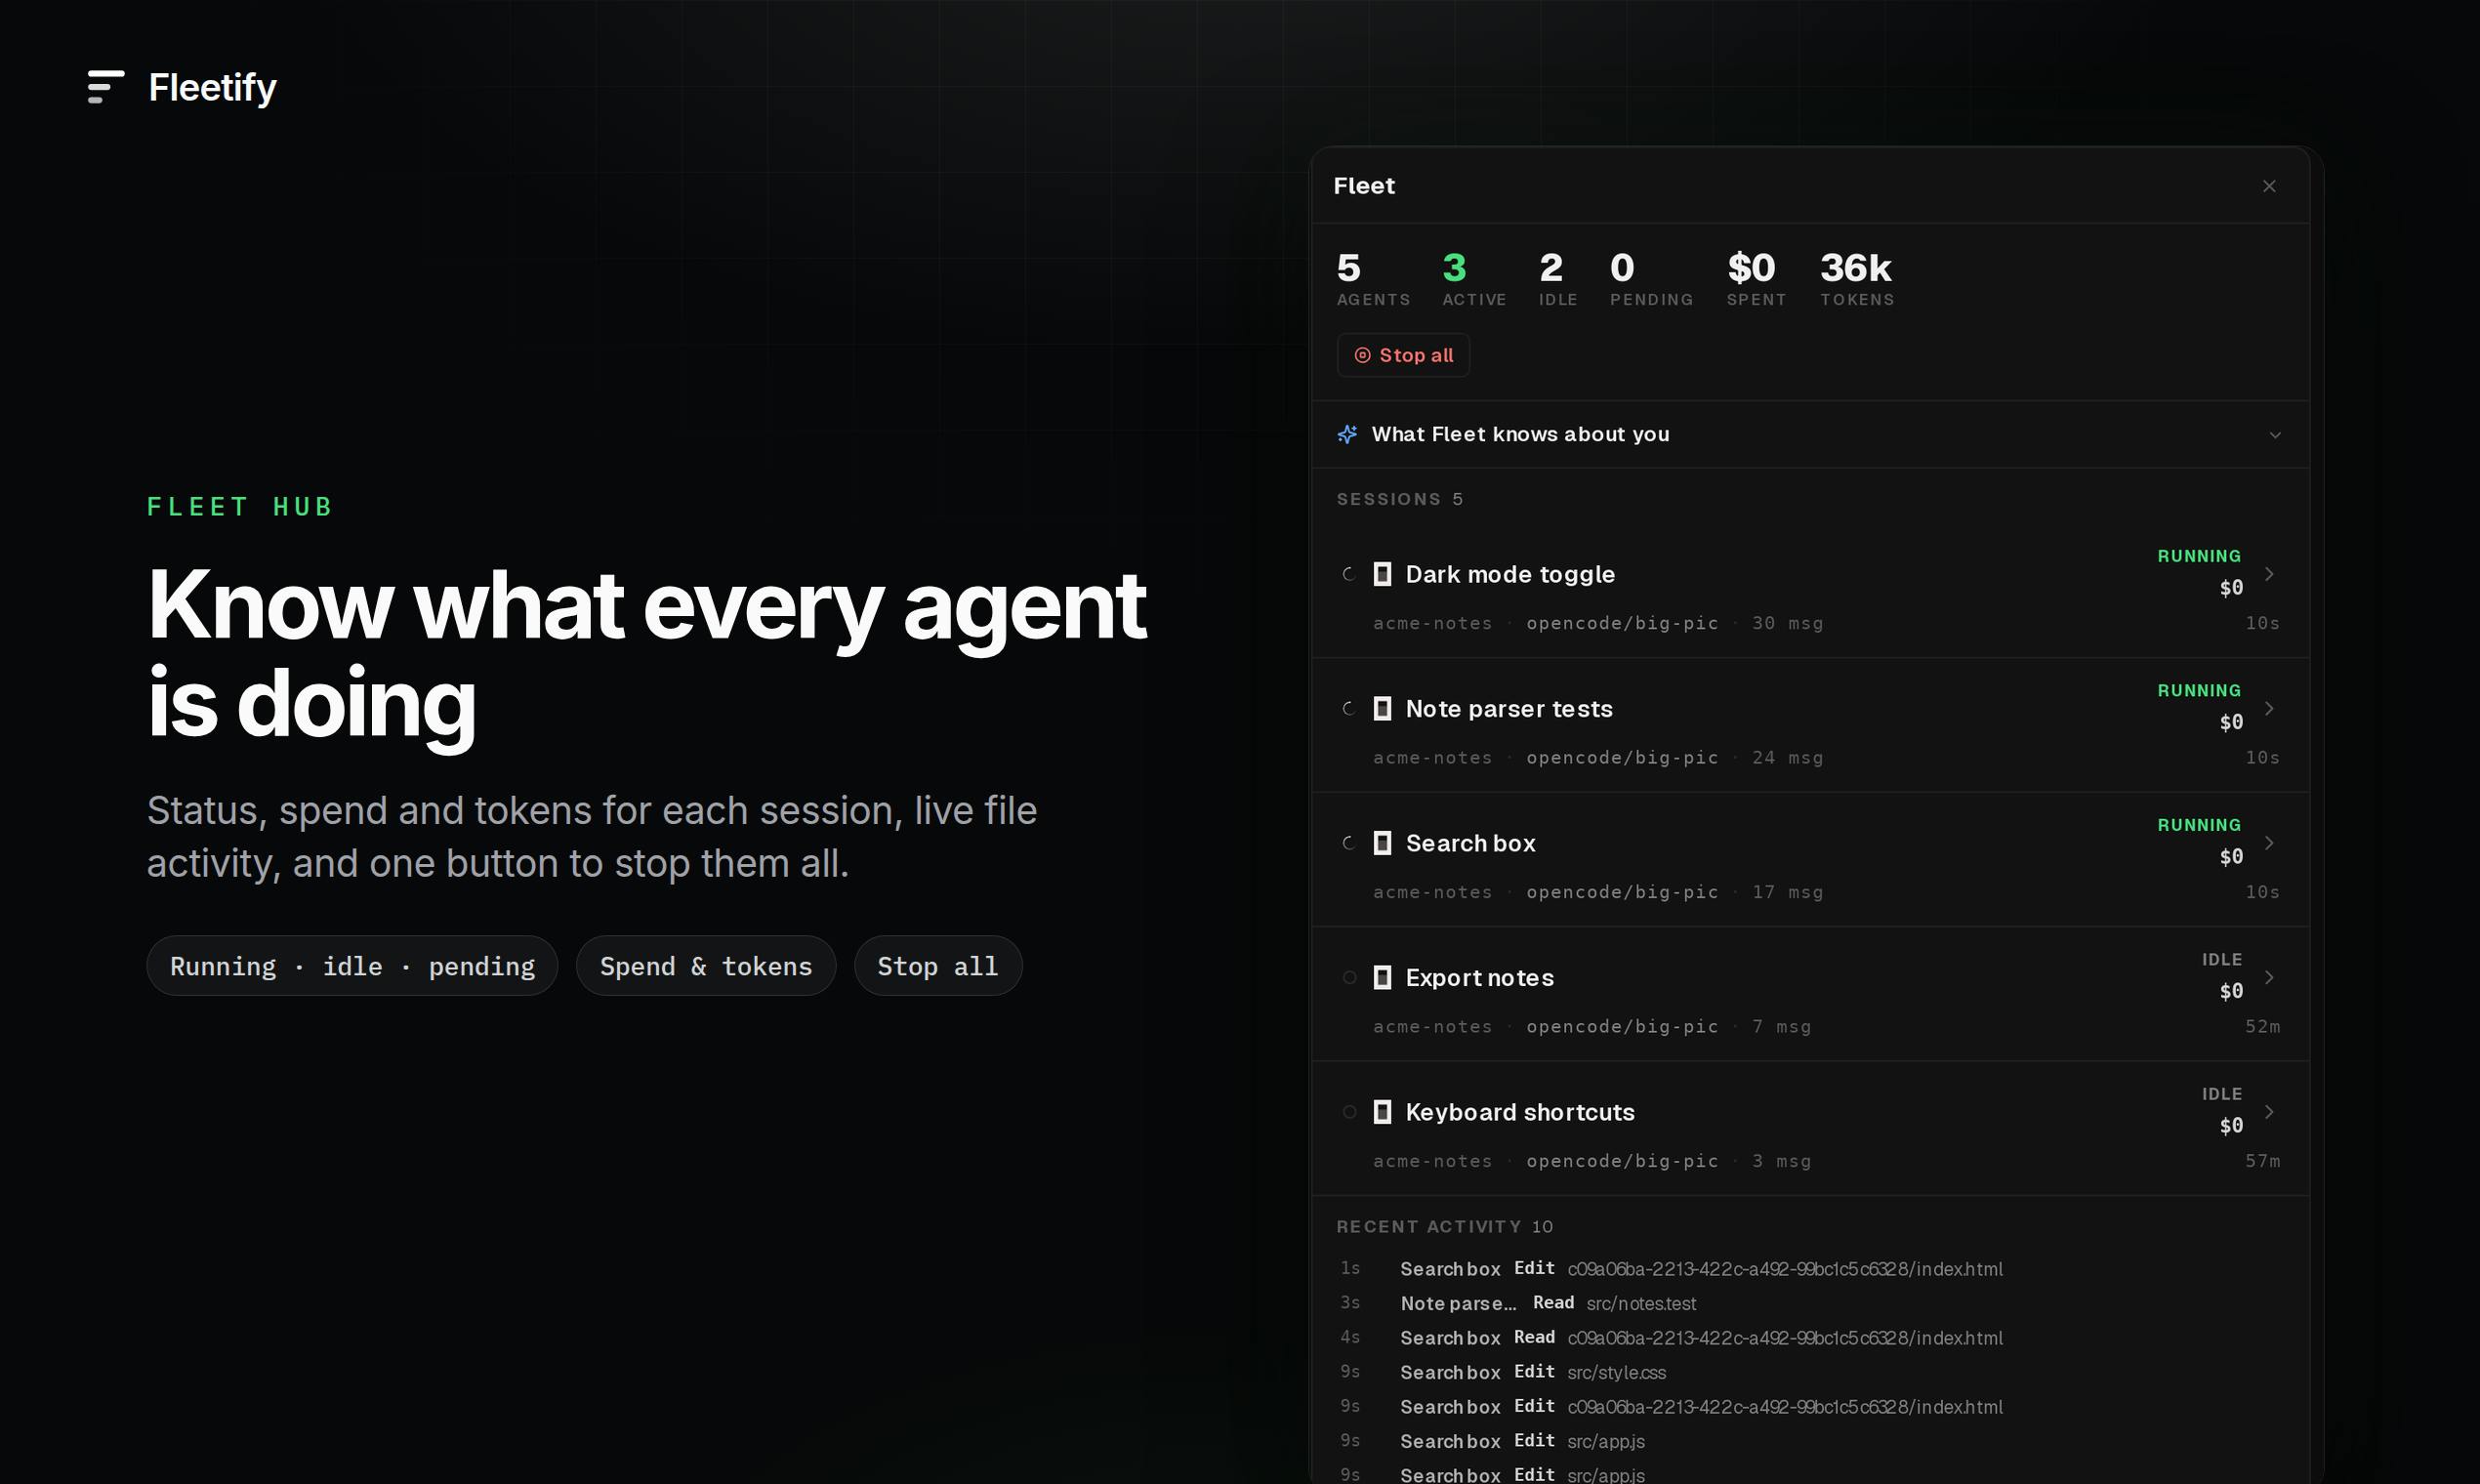 Fleetify
FLEET HUB
Know what every agent
is doing
Status, spend and tokens for each session, live file
activity, and one button to stop them all.
Running · idle · pending
Spend & tokens
Stop all
Fleet
5 3 2 0 $0 36k
AGENTS ACTIVE IDLE PENDING SPENT TOKENS
Stop all
What Fleet knows about you
SESSIONS 5
Dark mode toggle RUNNING
$0
acme-notes · opencode/big-pic · 30 msg 10s
Note parser tests RUNNING
$0
acme-notes · opencode/big-pic · 24 msg 10s
Search box RUNNING
$0
acme-notes · opencode/big-pic · 17 msg 10s
Export notes IDLE
$0
acme-notes · opencode/big-pic · 7 msg 52m
Keyboard shortcuts IDLE
$0
acme-notes · opencode/big-pic · 3 msg 57m
RECENT ACTIVITY 10
1s Search box Edit c09a06ba-2213-422c-a492-99bc1c5c6328/index.html
3s Note parse... Read src/notes.test
4s Search box Read c09a06ba-2213-422c-a492-99bc1c5c6328/index.html
9s Search box Edit src/style.css
9s Search box Edit c09a06ba-2213-422c-a492-99bc1c5c6328/index.html
9s Search box Edit src/app.js
9s Search box Edit src/app.js